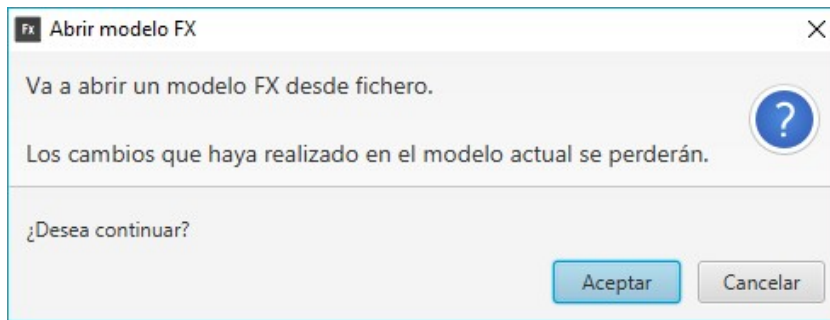 Fx Abrir modelo FX
Va a abrir un modelo FX desde fichero.
Los cambios que haya realizado en el modelo actual se perderán.
?
¿Desea continuar?
Aceptar Cancelar